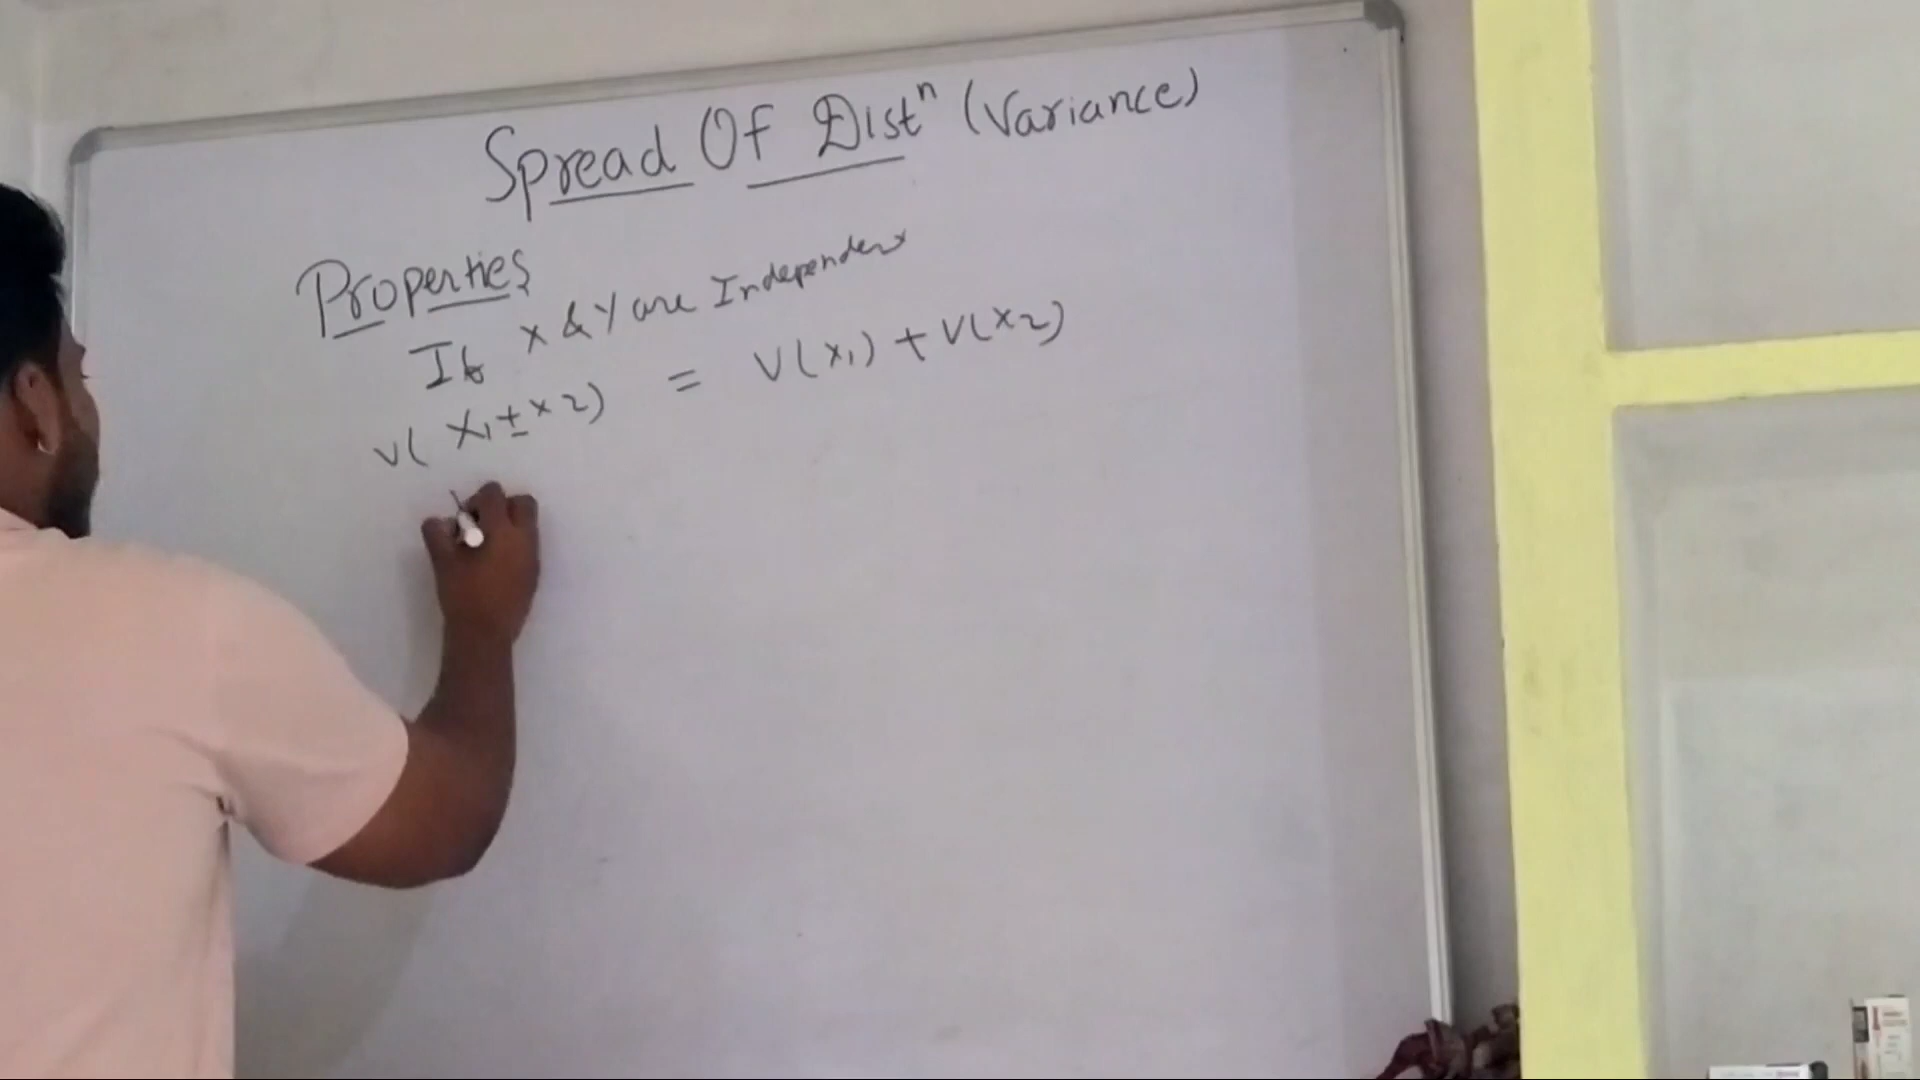 Spread Of Distⁿ (Variance)
Properties
If X & Y are Independent
V( X₁ ± X2) = V(X₁) + V(X2)